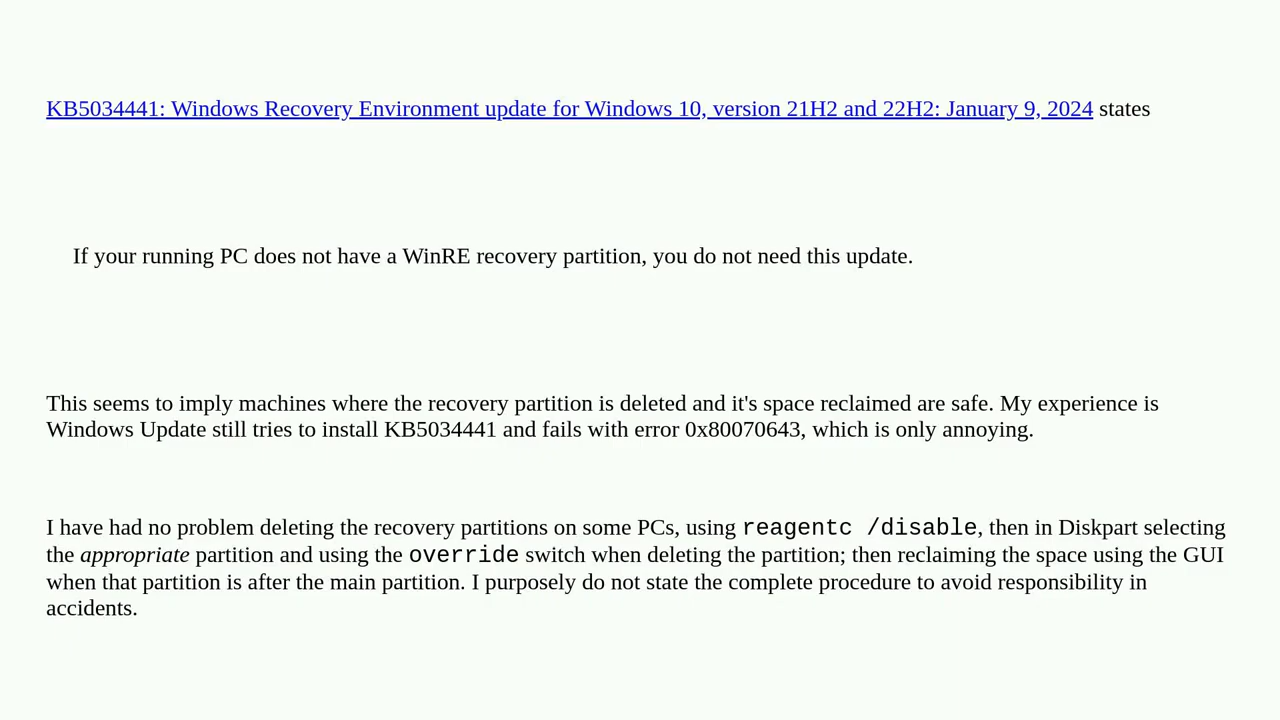 KB5034441: Windows Recovery Environment update for Windows 10, version 21H2 and 22H2: January 9, 2024 states
If your running PC does not have a WinRE recovery partition, you do not need this update.
This seems to imply machines where the recovery partition is deleted and it's space reclaimed are safe. My experience is
Windows Update still tries to install KB5034441 and fails with error 0x80070643, which is only annoying.
I have had no problem deleting the recovery partitions on some PCs, using reagentc /disable, then in Diskpart selecting
the appropriate partition and using the override switch when deleting the partition; then reclaiming the space using the GUI
when that partition is after the main partition. I purposely do not state the complete procedure to avoid responsibility in
accidents.